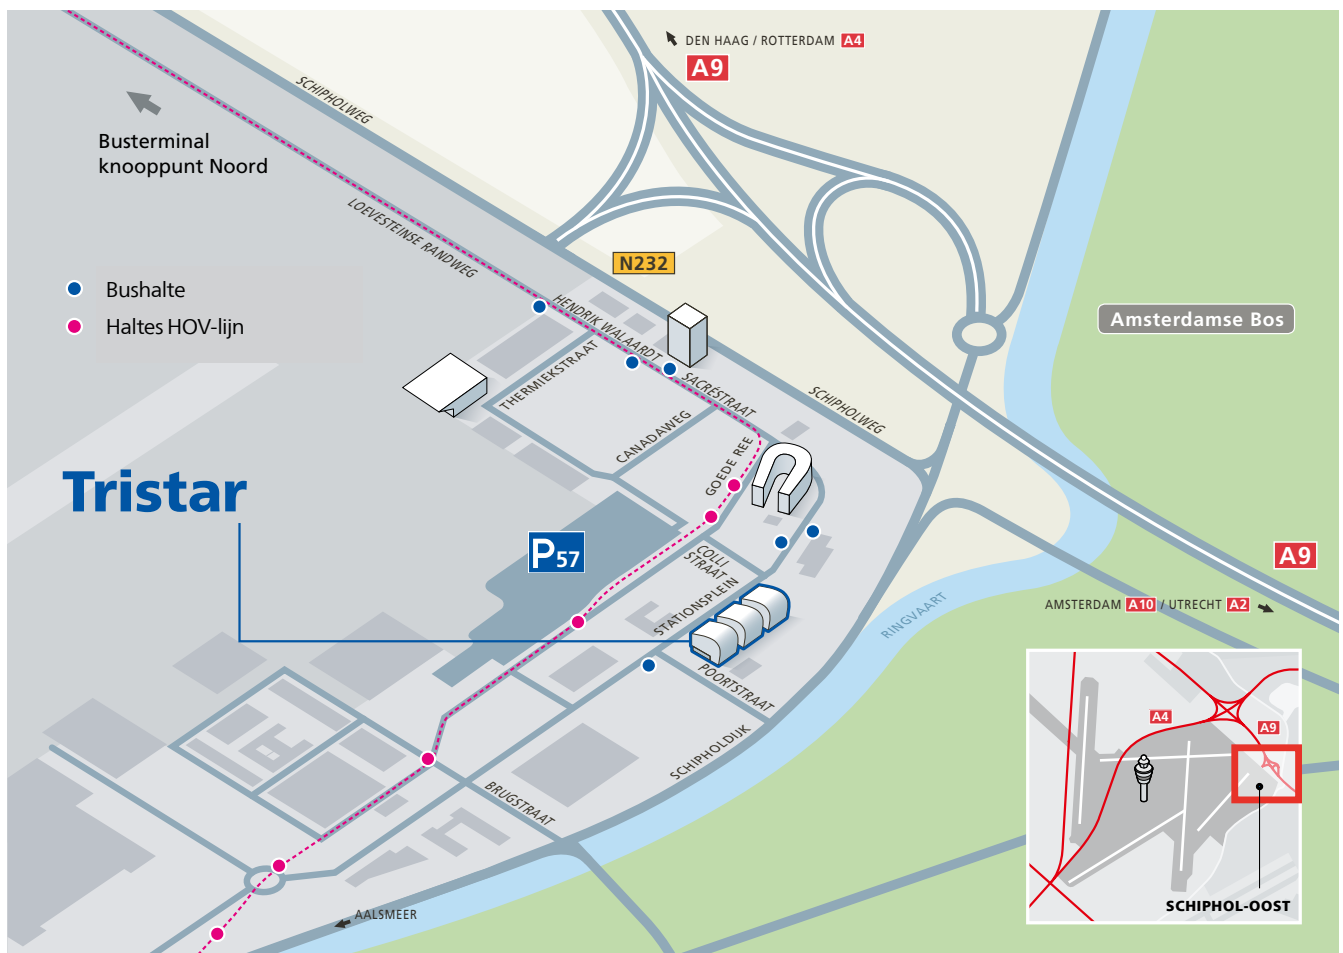 DEN HAAG / ROTTERDAM A4
A9
SCHIPHOLWEG
Busterminal
knooppunt Noord
LOEVESTEINSE RANDWEG
N232
Bushalte
Haltes HOV-lijn
HENDRIK WALAARDT
SACRÉSTRAAT
Amsterdamse Bos
THERMIEKSTRAAT
CANADAWEG
SCHIPHOLWEG
GOEDE REE
Tristar
P57
COLLI
STRAAT
STATIONSPLEIN
A9
AMSTERDAM A10 / UTRECHT A2
RINGVAART
POORTSTRAAT
SCHIPHOLDIJK
BRUGSTRAAT
AALSMEER
A4
A9
SCHIPHOL-OOST